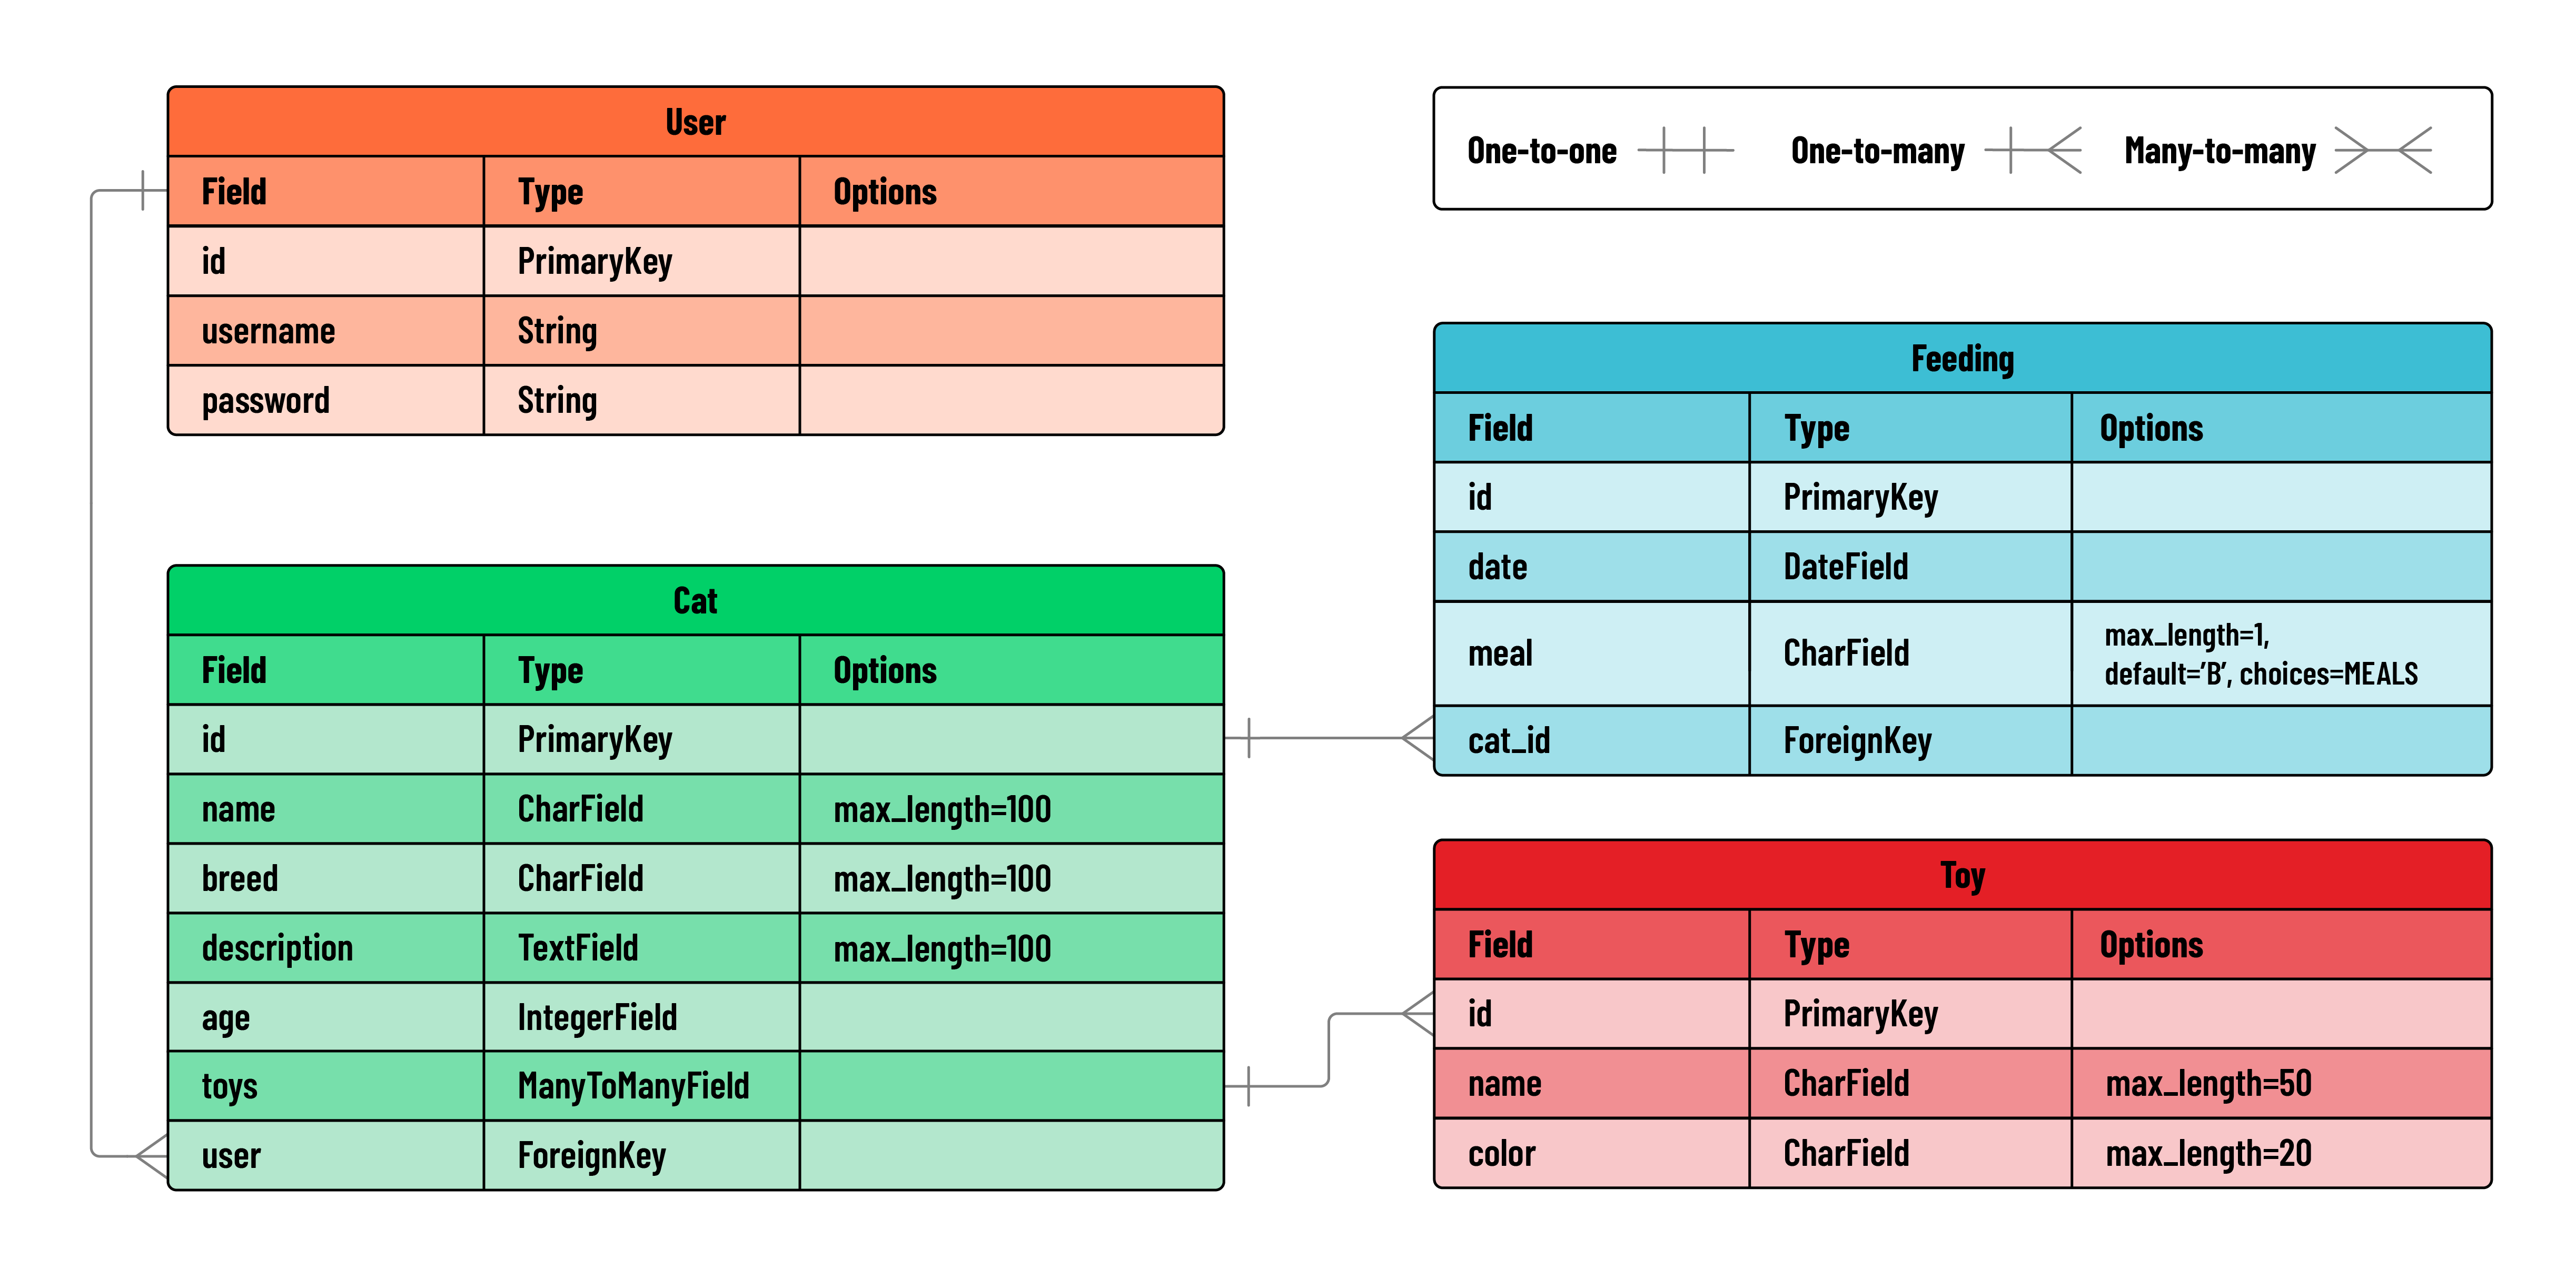 User
Field Type Options
id PrimaryKey
username String
password String
One-to-one One-to-many Many-to-many
Feeding
Field Type Options
id PrimaryKey
date DateField
meal CharField max_length=1,
default=’B’, choices=MEALS
cat_id ForeignKey
Cat
Field Type Options
id PrimaryKey
name CharField max_length=100
breed CharField max_length=100
description TextField max_length=100
age IntegerField
toys ManyToManyField
user ForeignKey
Toy
Field Type Options
id PrimaryKey
name CharField max_length=50
color CharField max_length=20